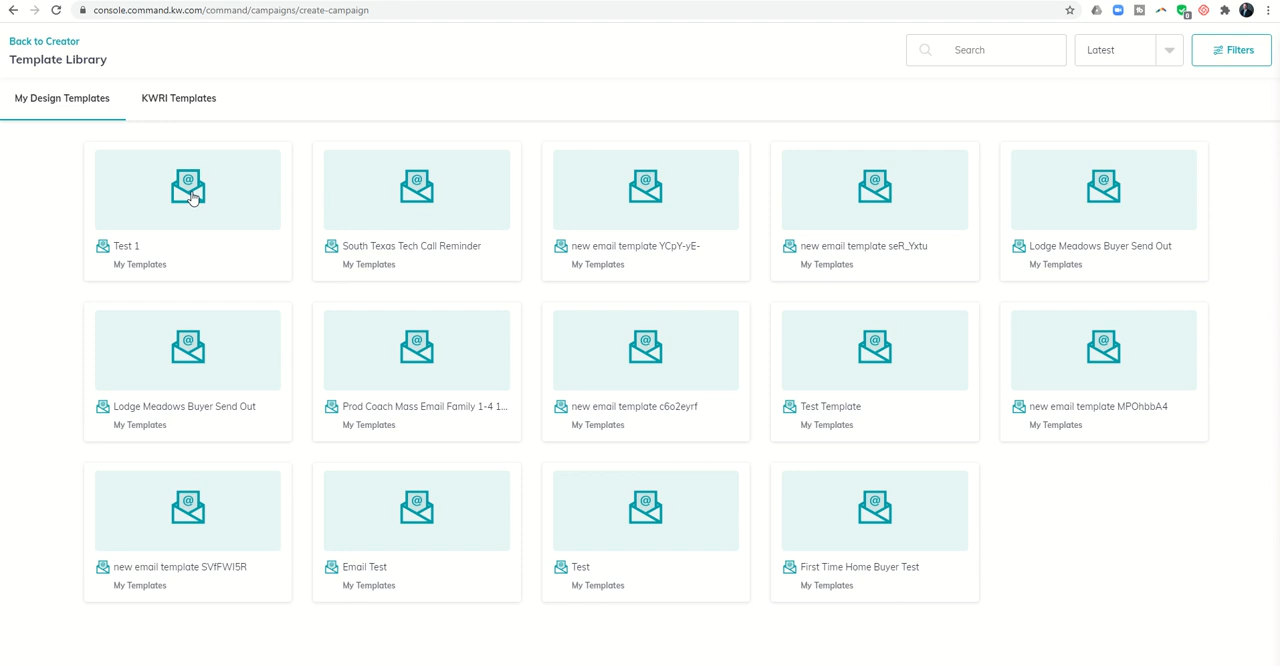 console.command.kw.com/command/campaigns/create-campaign
Back to Creator
Template Library
Search
Latest
Filters
My Design Templates
KWRI Templates
Test 1
My Templates
South Texas Tech Call Reminder
My Templates
new email template YCpY-yE-
My Templates
new email template seR_Yxtu
My Templates
Lodge Meadows Buyer Send Out
My Templates
Lodge Meadows Buyer Send Out
My Templates
Prod Coach Mass Email Family 1-4 1...
My Templates
new email template c6o2eyrf
My Templates
Test Template
My Templates
new email template MPOhbbA4
My Templates
new email template SVfFWI5R
My Templates
Email Test
My Templates
Test
My Templates
First Time Home Buyer Test
My Templates